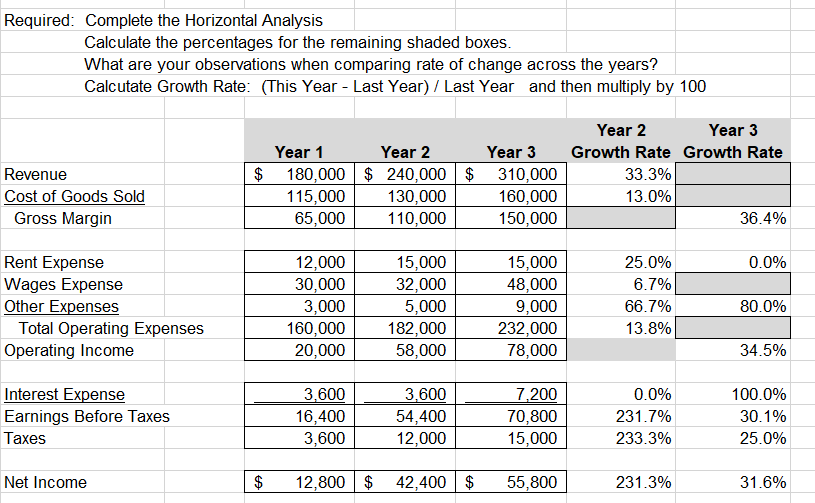 Required: Complete the Horizontal Analysis
Calculate the percentages for the remaining shaded boxes.
What are your observations when comparing rate of change across the years?
Calcutate Growth Rate: (This Year - Last Year) / Last Year and then multiply by 100
Year 2 Year 3
Year 1 Year 2 Year 3 Growth Rate Growth Rate
Revenue $ 180,000 $ 240,000 $ 310,000 33.3%
Cost of Goods Sold 115,000 130,000 160,000 13.0%
Gross Margin 65,000 110,000 150,000 36.4%
Rent Expense 12,000 15,000 15,000 25.0% 0.0%
Wages Expense 30,000 32,000 48,000 6.7%
Other Expenses 3,000 5,000 9,000 66.7% 80.0%
Total Operating Expenses 160,000 182,000 232,000 13.8%
Operating Income 20,000 58,000 78,000 34.5%
Interest Expense 3,600 3,600 7,200 0.0% 100.0%
Earnings Before Taxes 16,400 54,400 70,800 231.7% 30.1%
Taxes 3,600 12,000 15,000 233.3% 25.0%
Net Income $ 12,800 $ 42,400 $ 55,800 231.3% 31.6%